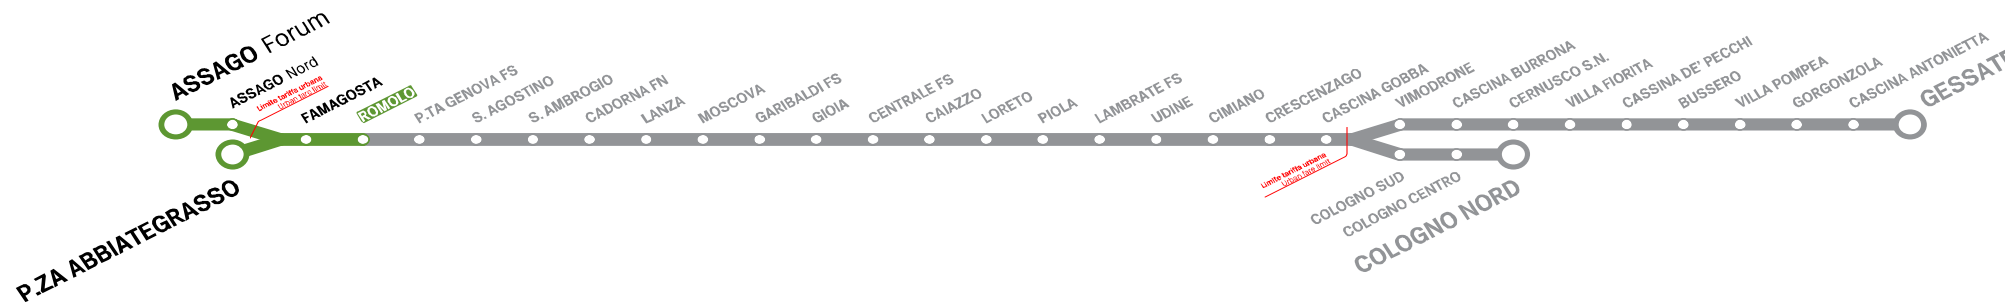 ASSAGO Forum
ASSAGO Nord
Limite tariffa urbana
Urban fare limit
P.ZA ABBIATEGRASSO
FAMAGOSTA
ROMOLO
P.TA GENOVA FS
S. AGOSTINO
S. AMBROGIO
CADORNA FN
LANZA
MOSCOVA
GARIBALDI FS
GIOIA
CENTRALE FS
CAIAZZO
LORETO
PIOLA
LAMBRATE FS
UDINE
CIMIANO
CRESCENZAGO
CASCINA GOBBA
Limite tariffa urbana
Urban fare limit
VIMODRONE
CASCINA BURRONA
CERNUSCO S.N.
VILLA FIORITA
CASSINA DE' PECCHI
BUSSERO
VILLA POMPEA
GORGONZOLA
CASCINA ANTONIETTA
GESSATE
COLOGNO SUD
COLOGNO CENTRO
COLOGNO NORD